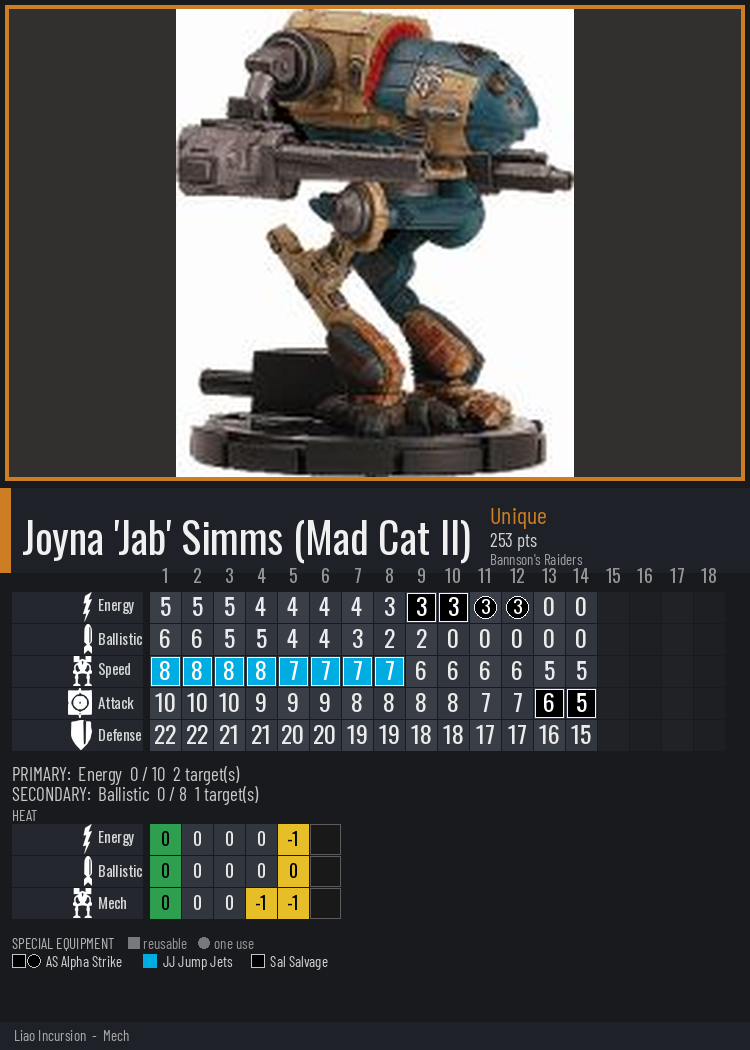 Joyna 'Jab' Simms (Mad Cat II)
Unique
253 pts
Bannson's Raiders
1 2 3 4 5 6 7 8 9 10 11 12 13 14 15 16 17 18
Energy 5 5 5 4 4 4 4 3 3 3 3 3 0 0
Ballistic 6 6 5 5 4 4 3 2 2 0 0 0 0 0
Speed 8 8 8 8 7 7 7 7 6 6 6 6 5 5
Attack 10 10 10 9 9 9 8 8 8 8 7 7 6 5
Defense 22 22 21 21 20 20 19 19 18 18 17 17 16 15
PRIMARY: Energy 0 / 10 2 target(s)
SECONDARY: Ballistic 0 / 8 1 target(s)
HEAT
Energy 0 0 0 0 -1
Ballistic 0 0 0 0 0
Mech 0 0 0 -1 -1
SPECIAL EQUIPMENT reusable one use
AS Alpha Strike JJ Jump Jets Sal Salvage
Liao Incursion - Mech